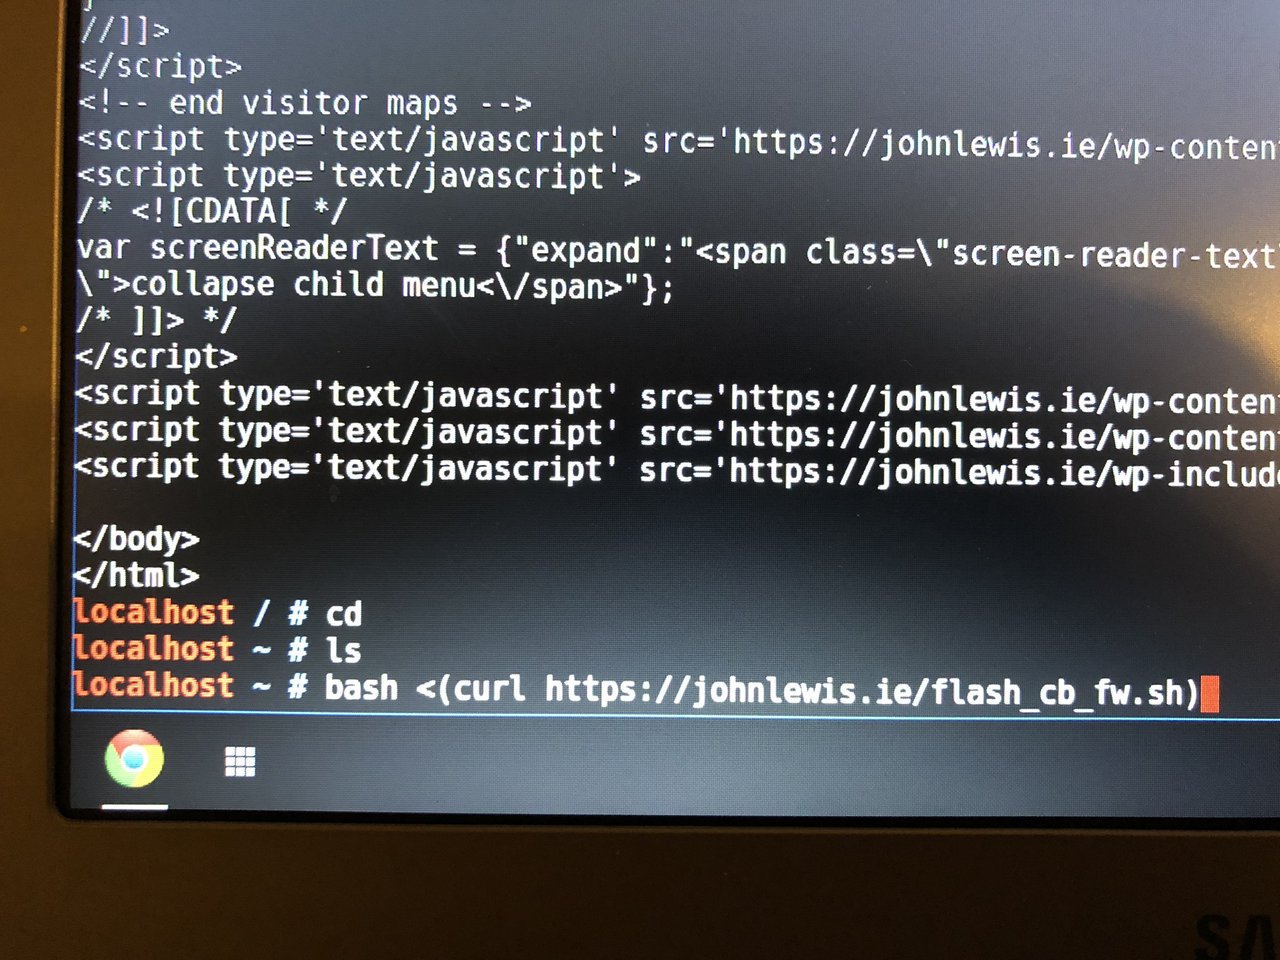 //]]>
</script>
<!-- end visitor maps -->
<script type='text/javascript' src='https://johnlewis.ie/wp-conten
<script type='text/javascript'>
/* <![CDATA[ */
var screenReaderText = {"expand":"<span class=\"screen-reader-text
\">collapse child menu<\/span>"};
/* ]]> */
</script>
<script type='text/javascript' src='https://johnlewis.ie/wp-conten
<script type='text/javascript' src='https://johnlewis.ie/wp-conten
<script type='text/javascript' src='https://johnlewis.ie/wp-includ
</body>
</html>
localhost / # cd
localhost ~ # ls
localhost ~ # bash <(curl https://johnlewis.ie/flash_cb_fw.sh)
SA